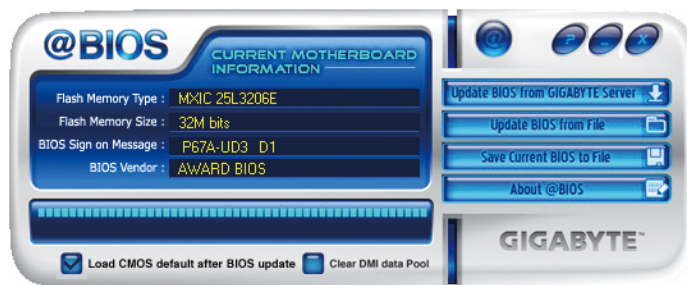 @BIOS
CURRENT MOTHERBOARD
INFORMATION
Flash Memory Type : MXIC 25L3206E
Flash Memory Size : 32M bits
BIOS Sign on Message : P67A-UD3 D1
BIOS Vendor : AWARD BIOS
Load CMOS default after BIOS update
Clear DMI data Pool
@
?
-
X
Update BIOS from GIGABYTE Server
Update BIOS from File
Save Current BIOS to File
About @BIOS
GIGABYTE™